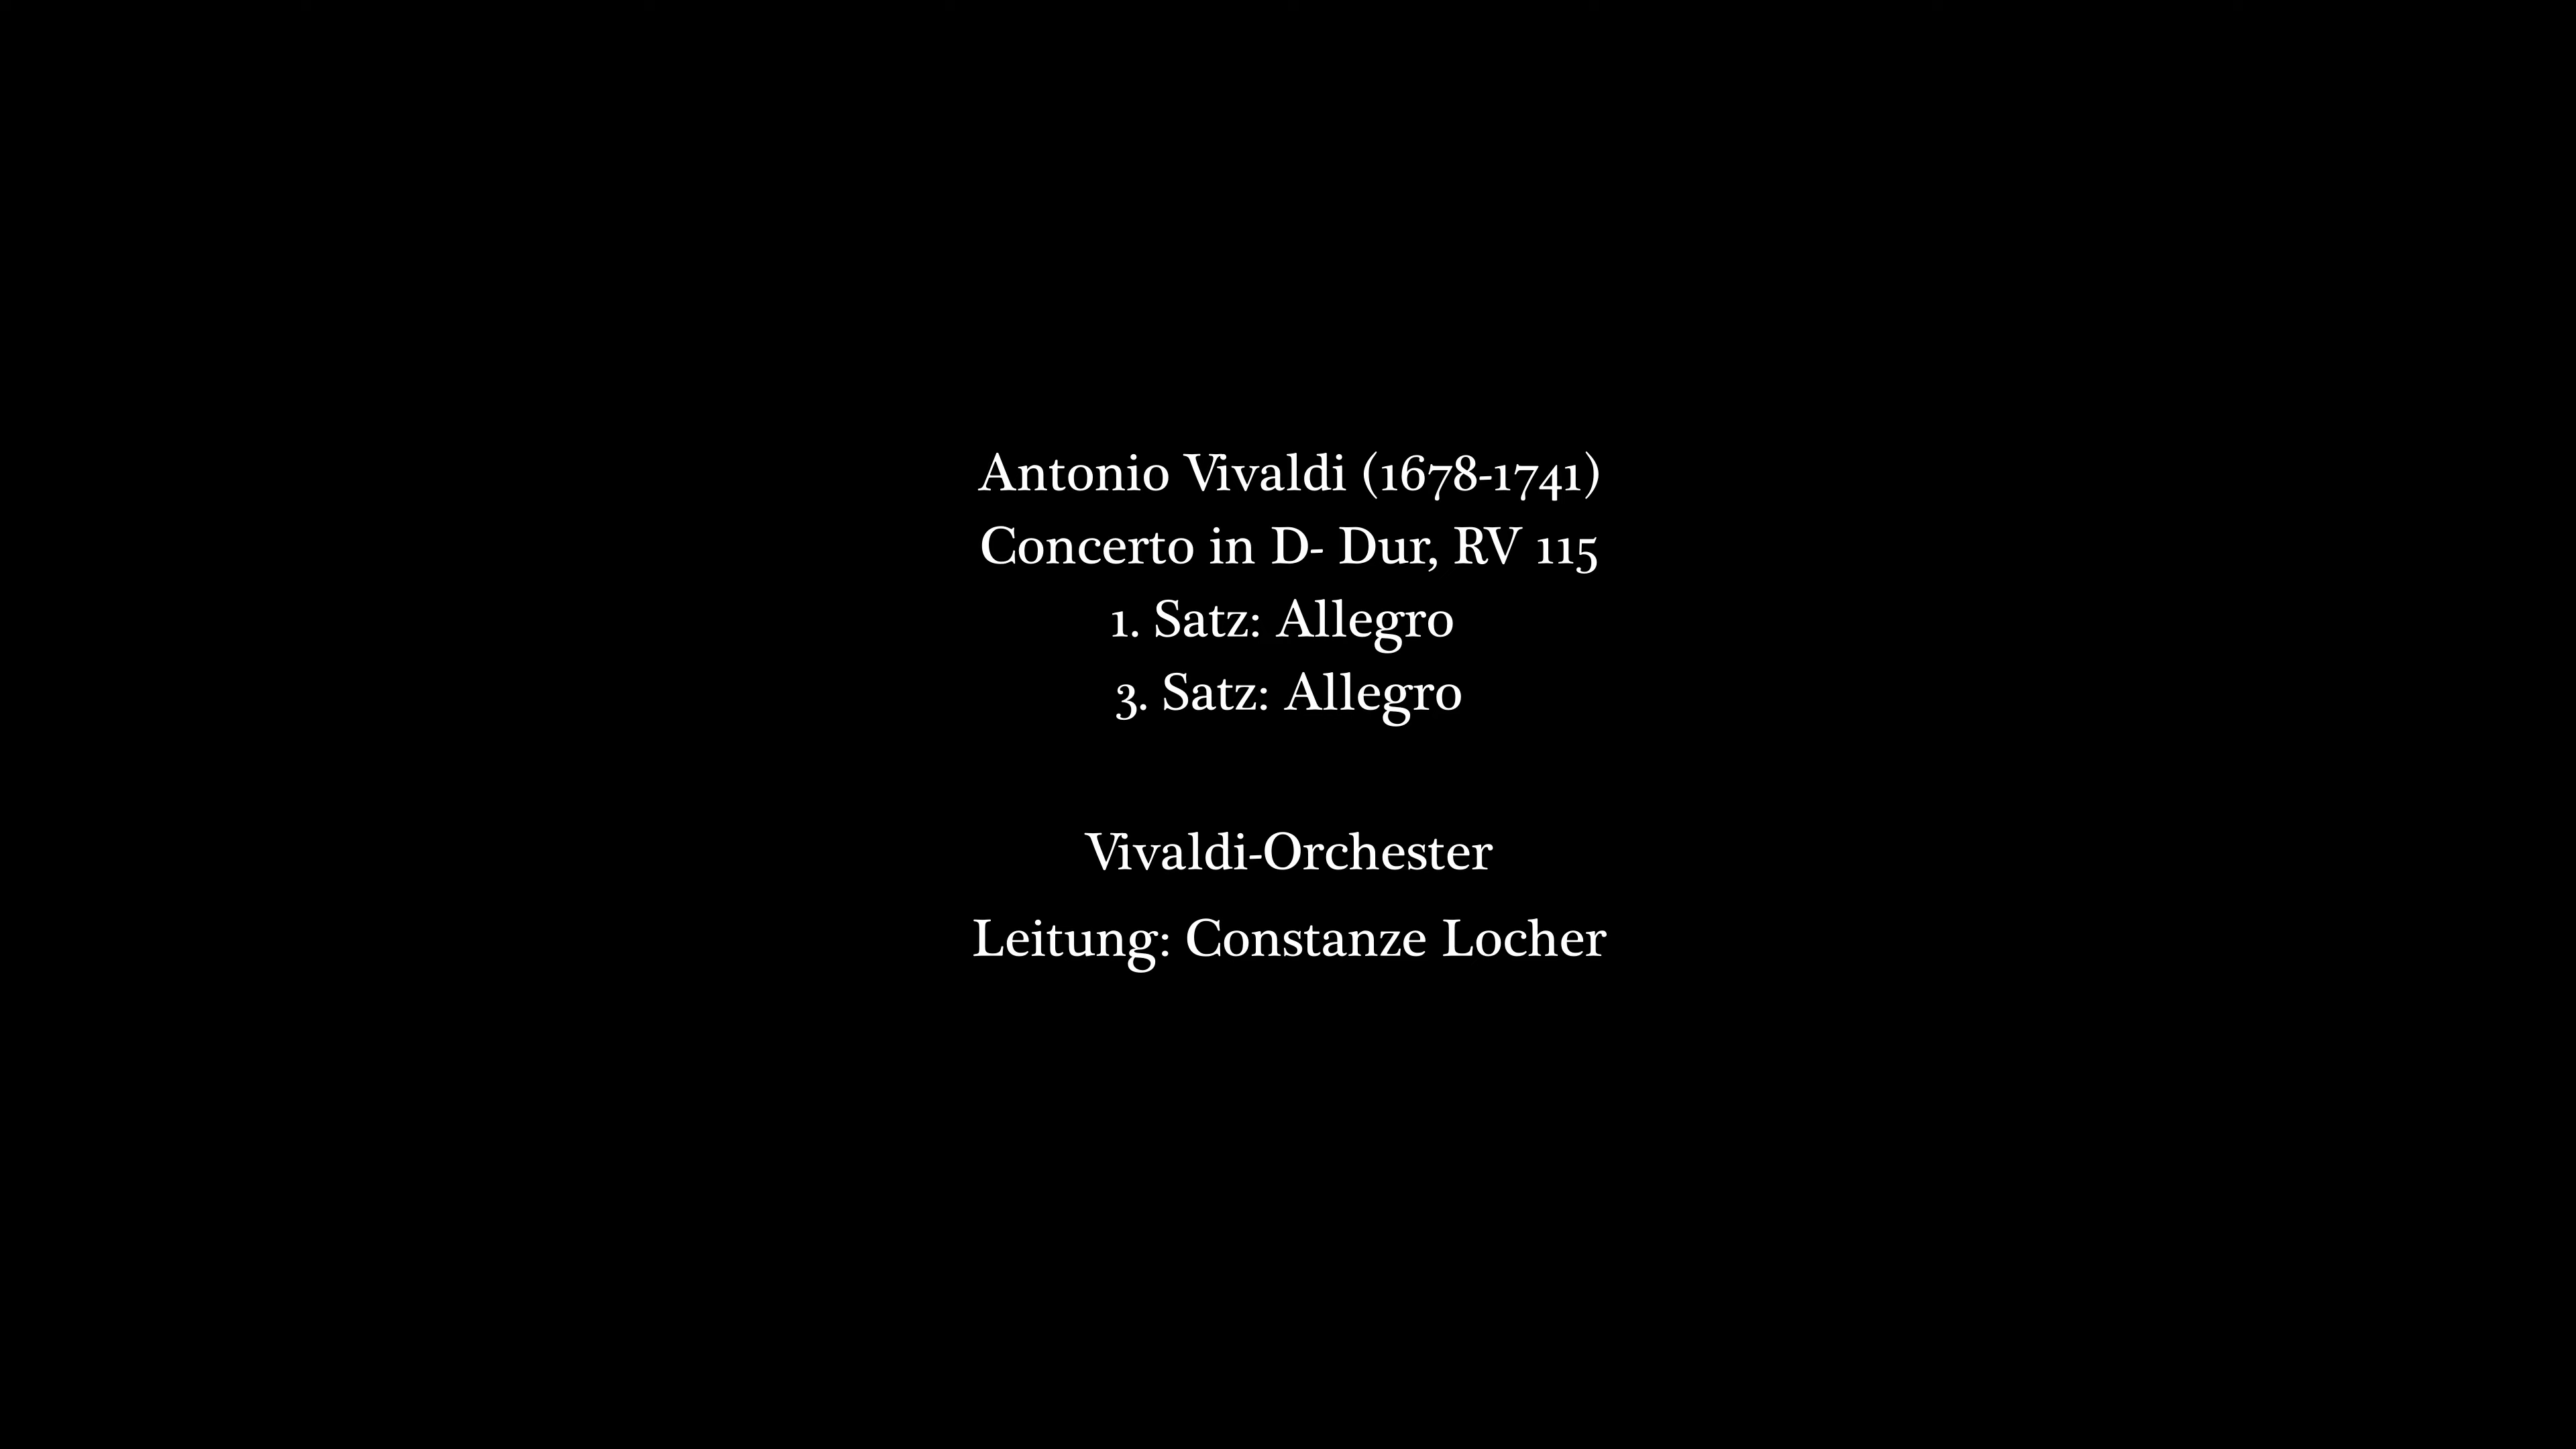 Antonio Vivaldi (1678-1741)
Concerto in D- Dur, RV 115
1. Satz: Allegro
3. Satz: Allegro
Vivaldi-Orchester
Leitung: Constanze Locher